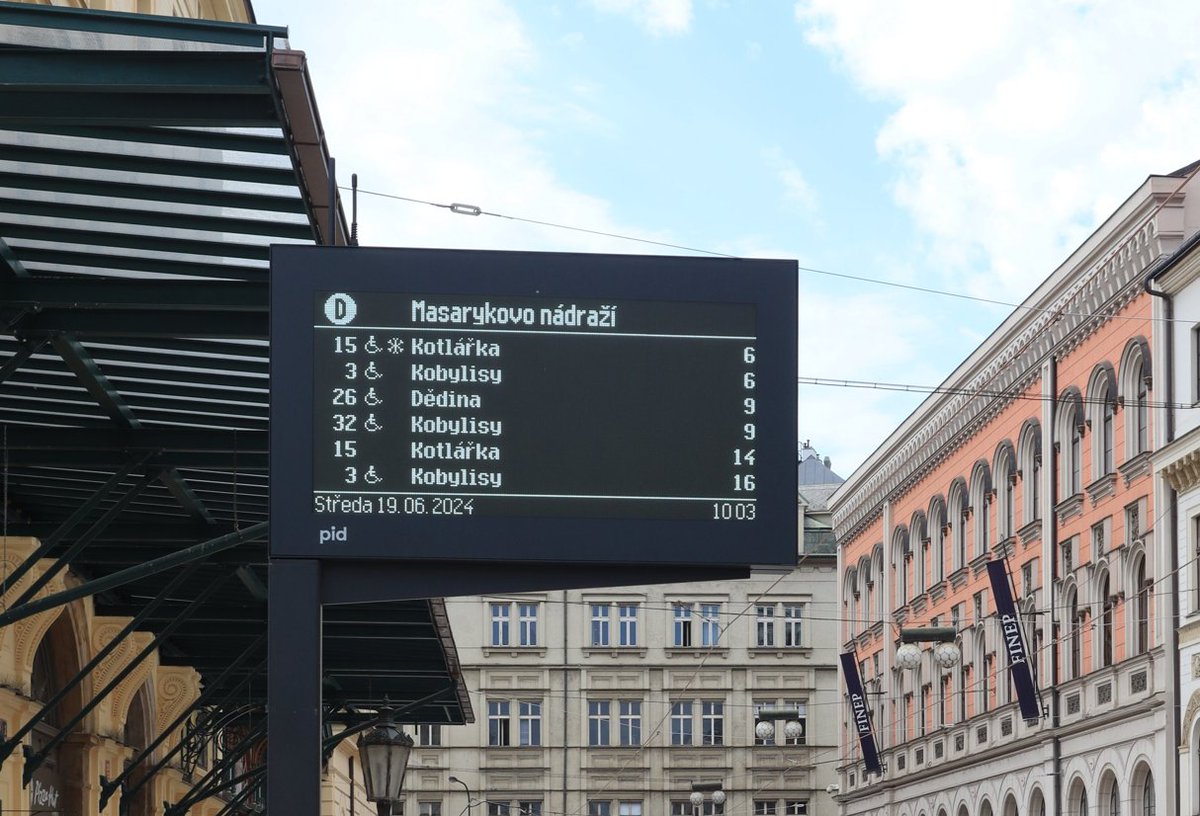 D Masarykovo nádraží
15 Kotlářka 6
3 Kobylisy 6
26 Dědina 9
32 Kobylisy 9
15 Kotlářka 14
3 Kobylisy 16
Středa 19.06.2024 10 03
pid
FINEP
FINEP